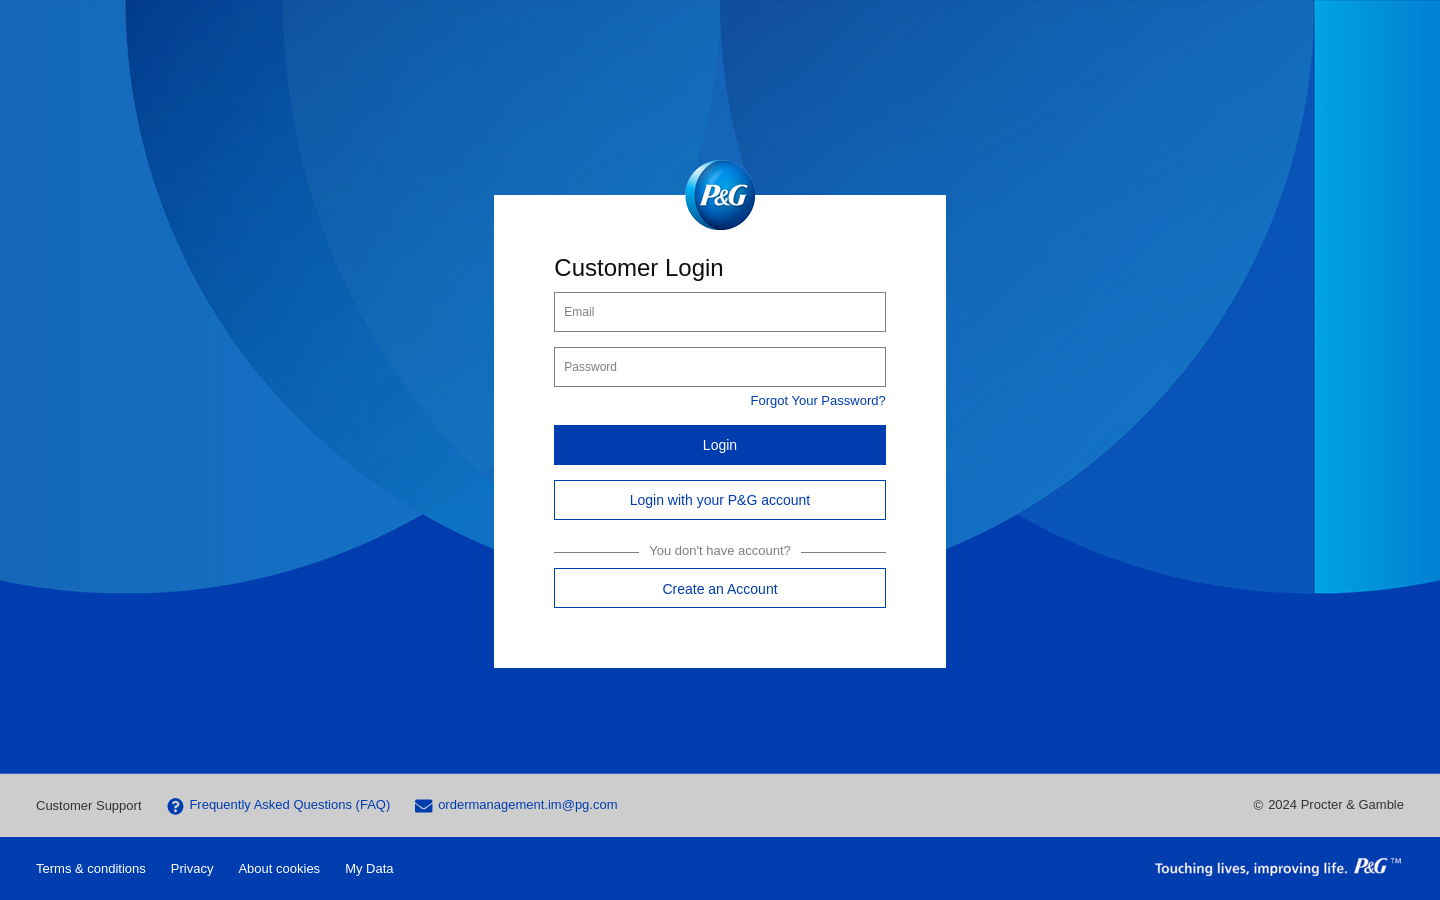 P&G
Customer Login
Email
Password
Forgot Your Password?
Login
Login with your P&G account
You don't have account?
Create an Account
Customer Support
Frequently Asked Questions (FAQ)
ordermanagement.im@pg.com
© 2024 Procter & Gamble
Terms & conditions
Privacy
About cookies
My Data
Touching lives, improving life. P&G™